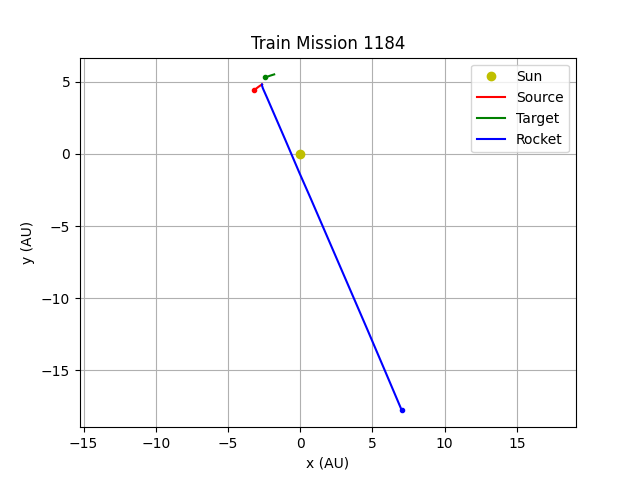 Train Mission 1184
Sun
Source
Target
Rocket
y (AU)
5
0
−5
−10
−15
−15
−10
−5
0
5
10
15
x (AU)